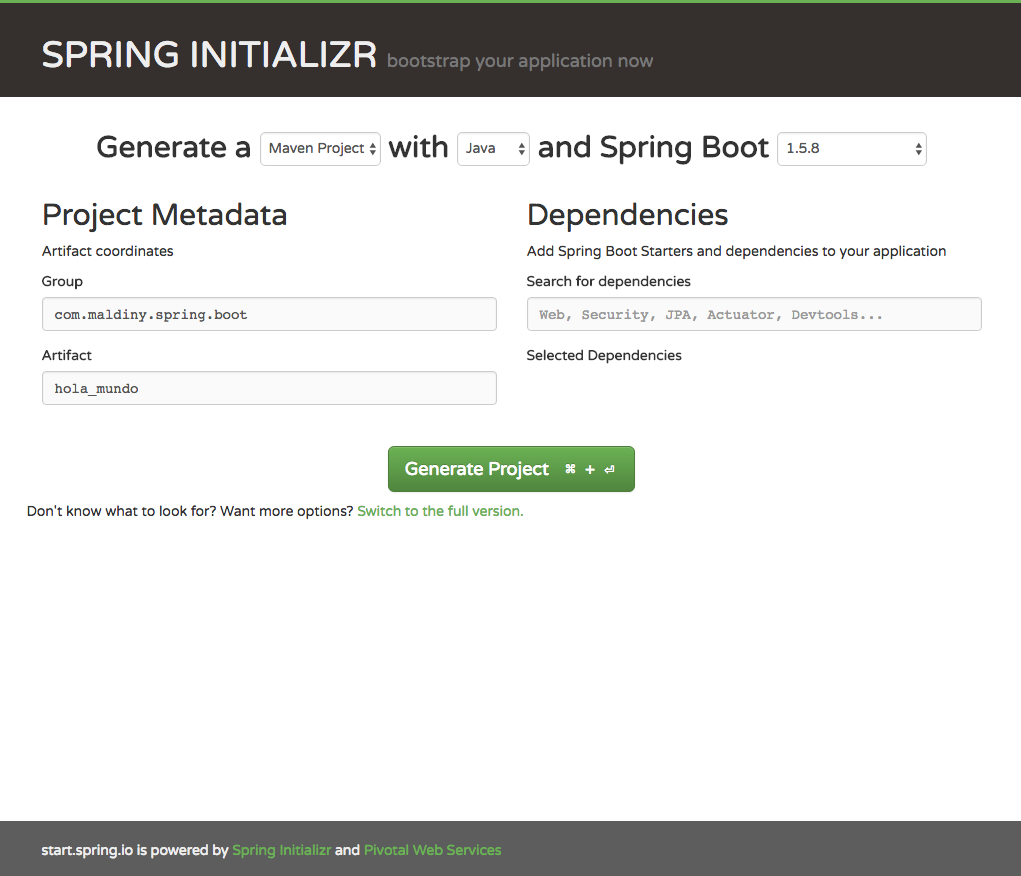 SPRING INITIALIZR bootstrap your application now
Generate a Maven Project with Java and Spring Boot 1.5.8
Project Metadata
Artifact coordinates
Group
com.maldiny.spring.boot
Artifact
hola_mundo
Dependencies
Add Spring Boot Starters and dependencies to your application
Search for dependencies
Web, Security, JPA, Actuator, Devtools...
Selected Dependencies
Generate Project ⌘ + ⏎
Don't know what to look for? Want more options? Switch to the full version.
start.spring.io is powered by Spring Initializr and Pivotal Web Services